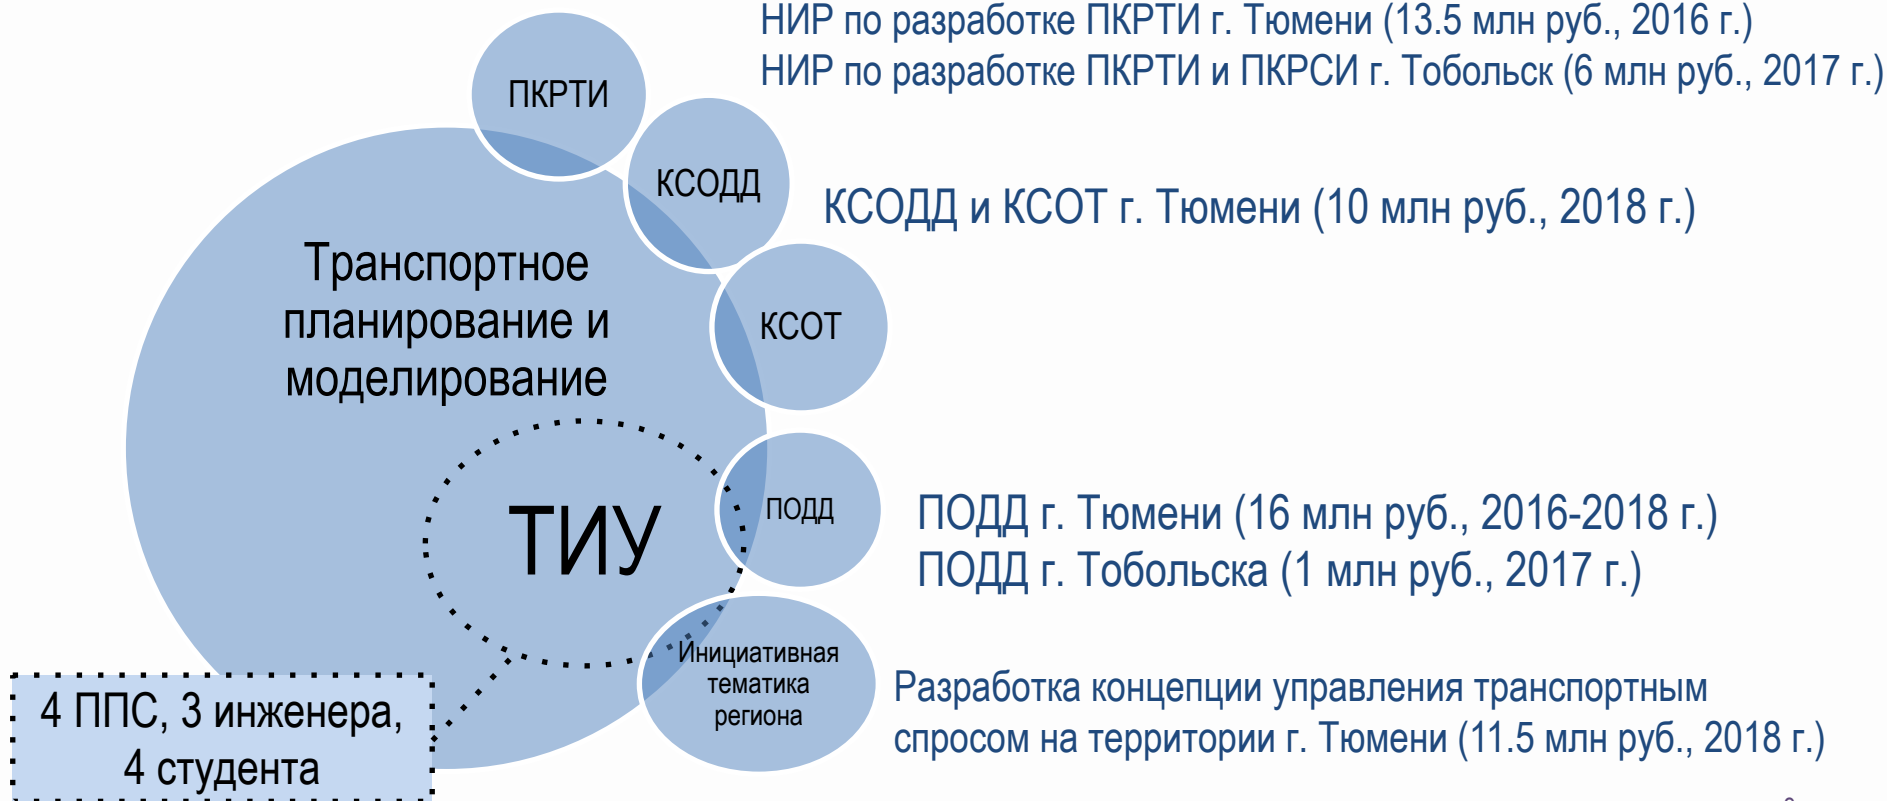 НИР по разработке ПКРТИ г. Тюмени (13.5 млн руб., 2016 г.)
НИР по разработке ПКРТИ и ПКРСИ г. Тобольск (6 млн руб., 2017 г.)
ПКРТИ
КСОДД
КСОДД и КСОТ г. Тюмени (10 млн руб., 2018 г.)
Транспортное
планирование и
моделирование
КСОТ
ТИУ
ПОДД
ПОДД г. Тюмени (16 млн руб., 2016-2018 г.)
ПОДД г. Тобольска (1 млн руб., 2017 г.)
Инициативная
тематика
региона
Разработка концепции управления транспортным
спросом на территории г. Тюмени (11.5 млн руб., 2018 г.)
4 ППС, 3 инженера,
4 студента